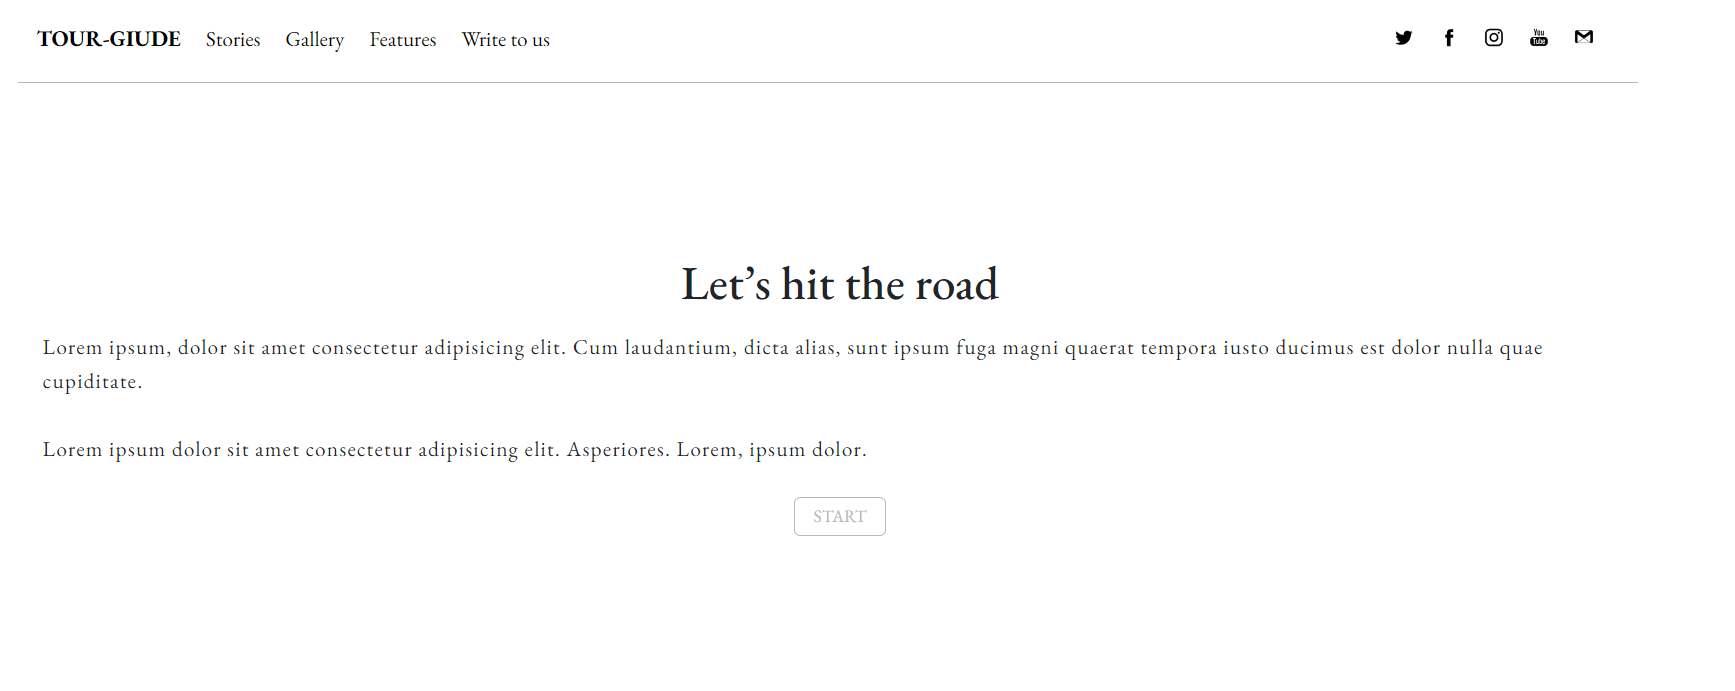 TOUR-GIUDE Stories Gallery Features Write to us
You
Tube
Let’s hit the road
Lorem ipsum, dolor sit amet consectetur adipisicing elit. Cum laudantium, dicta alias, sunt ipsum fuga magni quaerat tempora iusto ducimus est dolor nulla quae
cupiditate.
Lorem ipsum dolor sit amet consectetur adipisicing elit. Asperiores. Lorem, ipsum dolor.
START